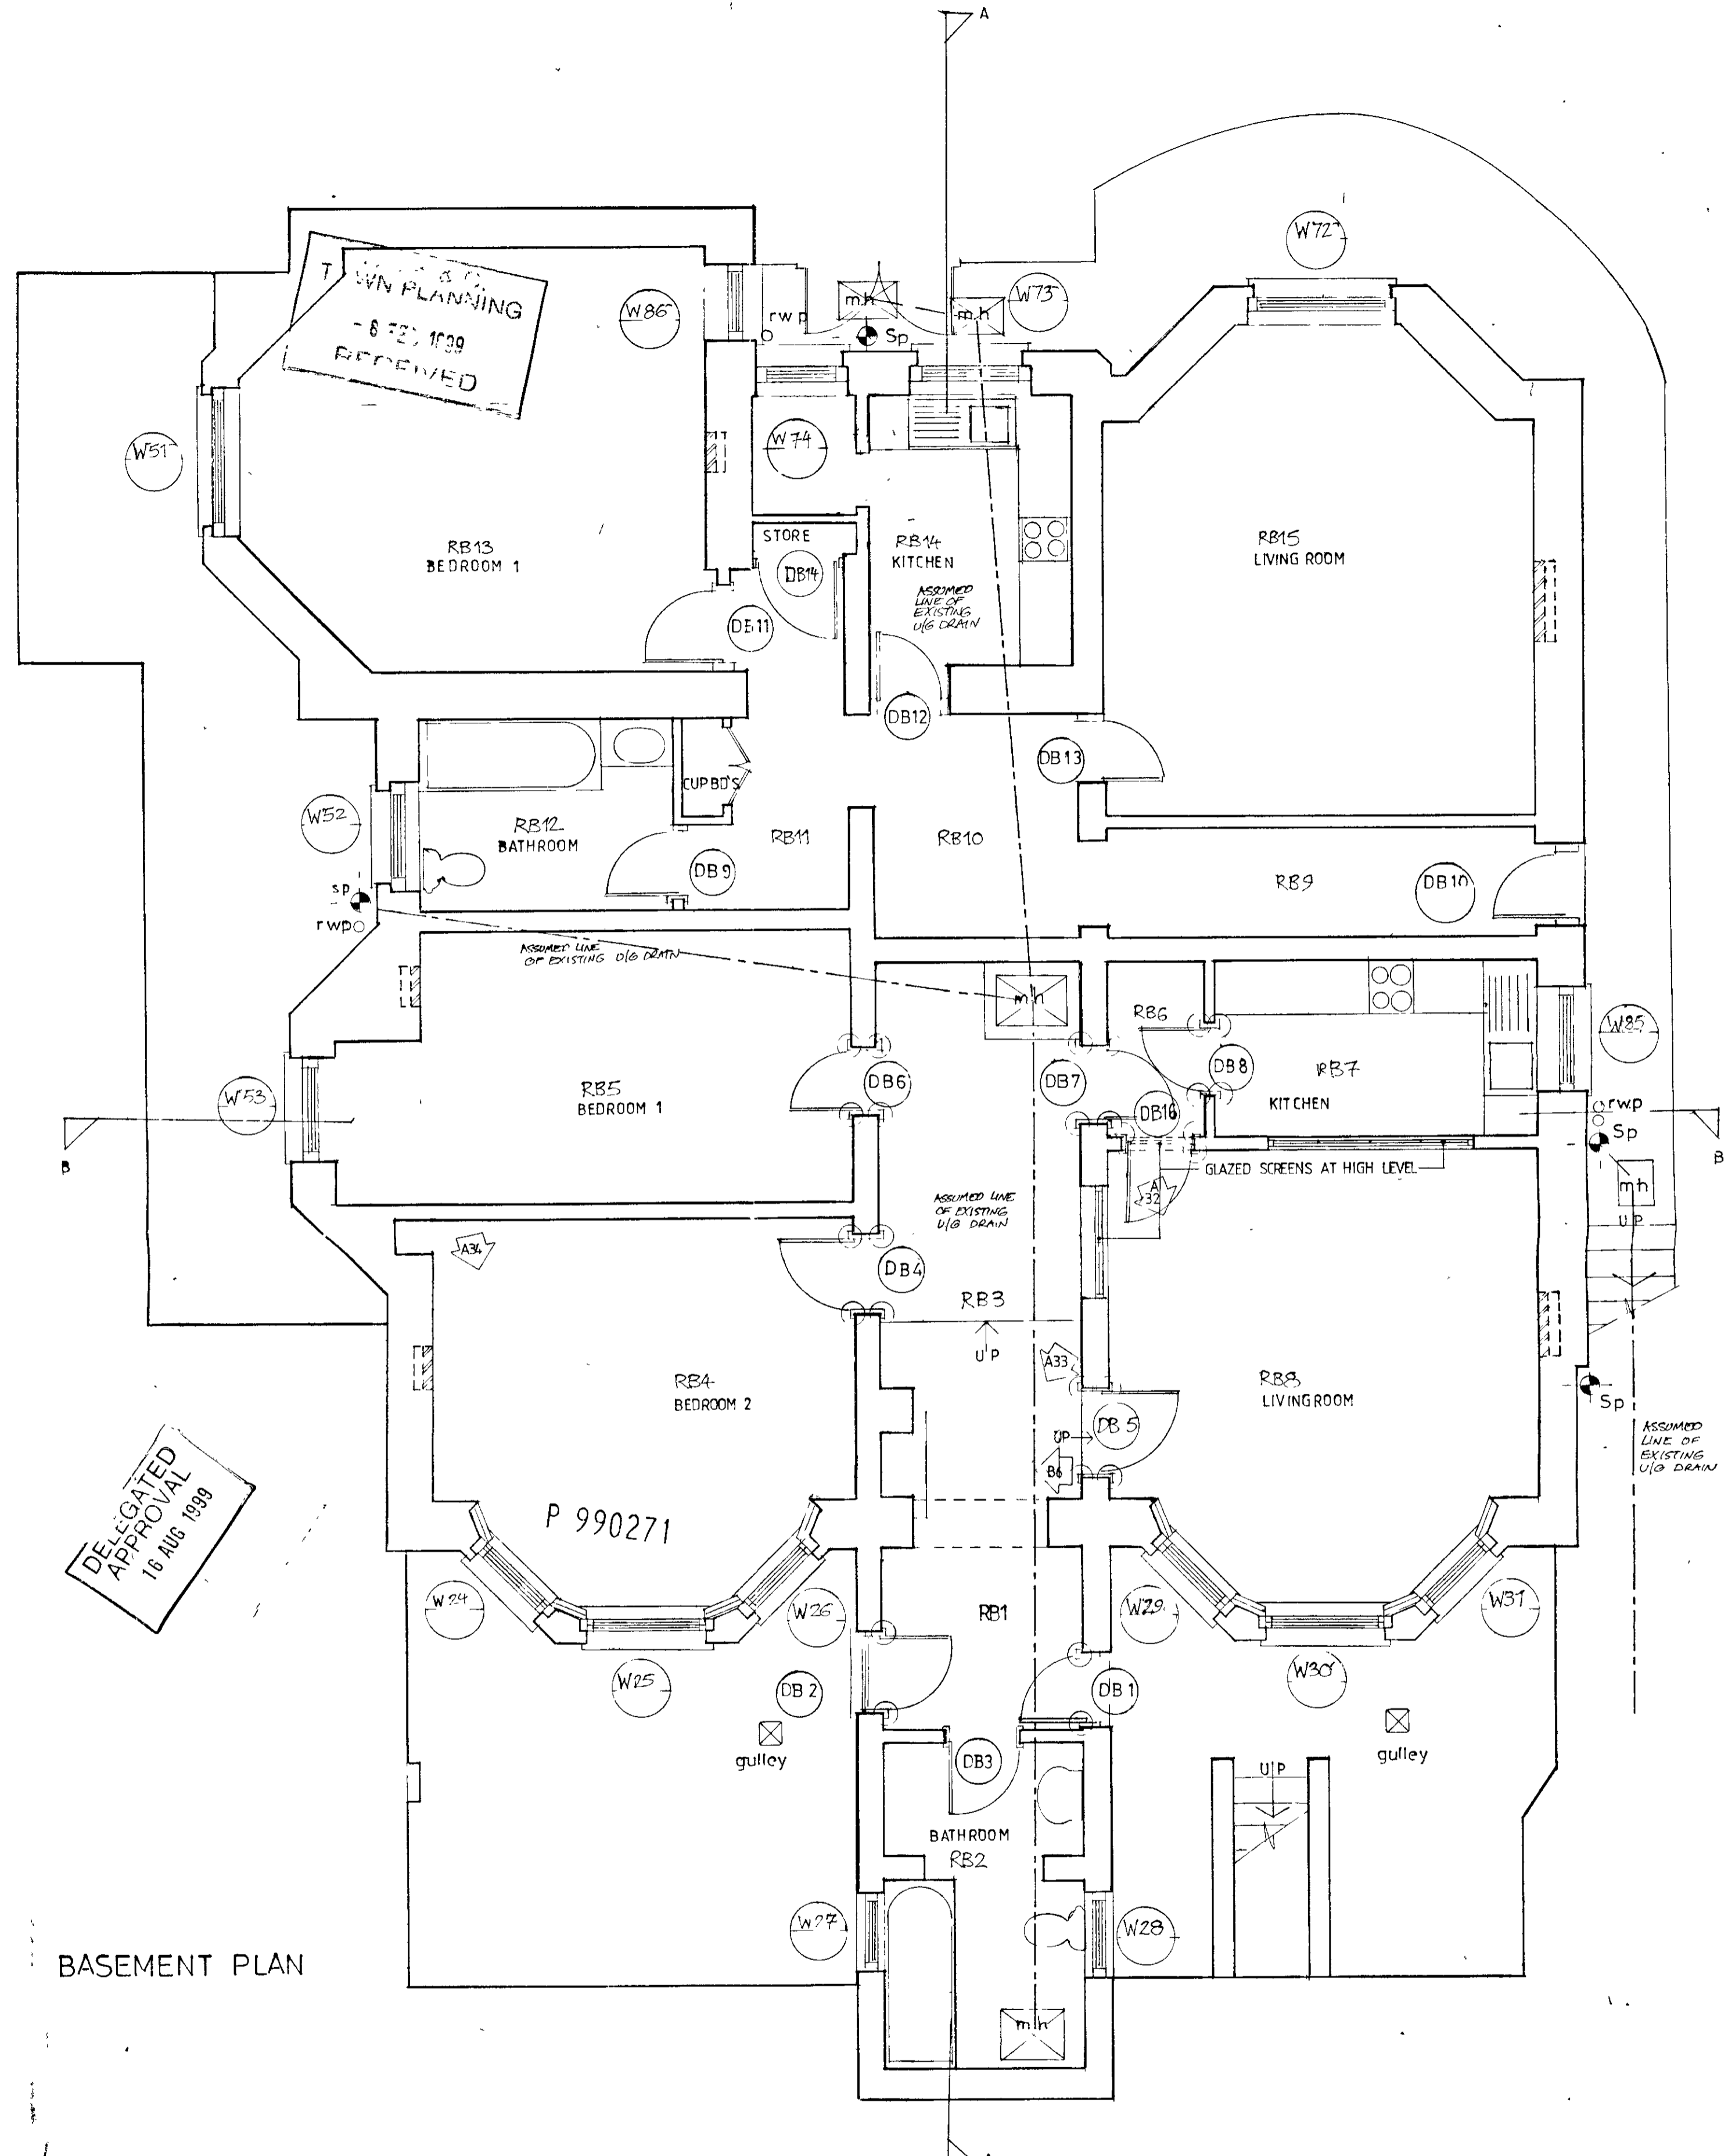 A
W72
W86
rwp
m.h
m.h
W73
Sp
WN PLANNING
1999
RECEIVED
W51
W74
RB13
BEDROOM 1
STORE
DB14
RB14
KITCHEN
RB15
LIVING ROOM
DB11
ASSUMED
LINE OF
EXISTING
U/G DRAIN
DB12
DB13
CUPBD'S
W52
RB12
BATHROOM
RB11
RB10
DB9
RB9
DB10
sp
rwp
ASSUMED LINE
OF EXISTING U/G DRAIN
mh
RB6
W85
RB5
BEDROOM 1
DB6
DB7
DB8
RB7
KITCHEN
W53
DB16
rwp
Sp
B
B
GLAZED SCREENS AT HIGH LEVEL
A
32
mh
UP
ASSUMED LINE
OF EXISTING
U/G DRAIN
A34
DB4
RB3
UP
A33
RB4
BEDROOM 2
RB8
LIVING ROOM
Sp
DB5
UP
B6
ASSUMED
LINE OF
EXISTING
U/G DRAIN
DELEGATED
APPROVAL
16 AUG 1999
P 990271
W24
W26
RB1
W29
W31
W25
DB2
DB1
W30
gulley
DB3
gulley
UP
BATHROOM
RB2
W27
W28
BASEMENT PLAN
mh